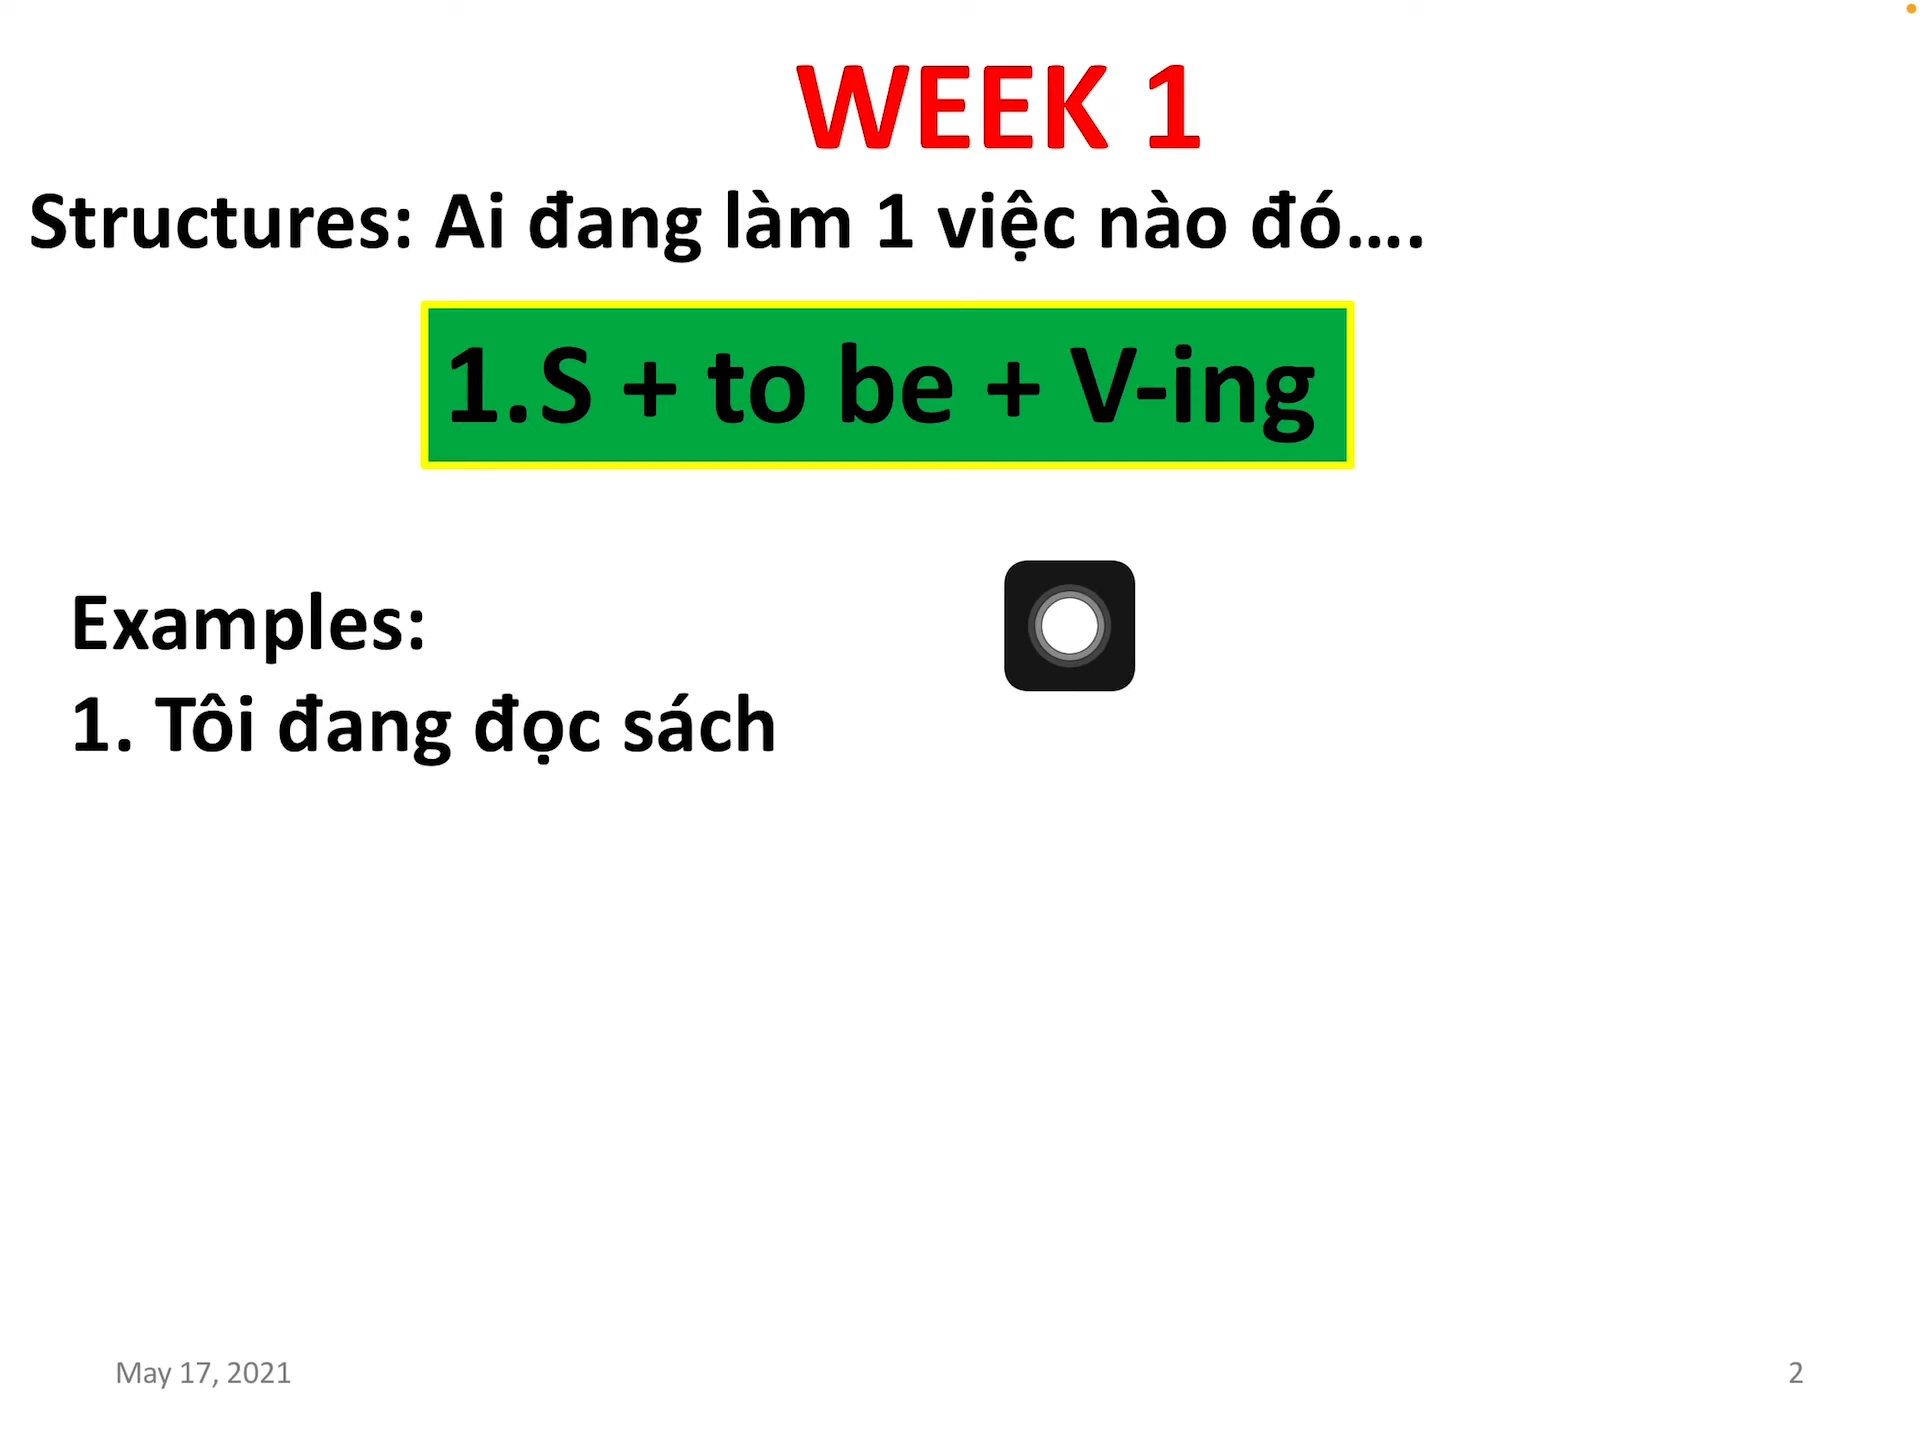 WEEK 1
Structures: Ai đang làm 1 việc nào đó....
1.S + to be + V-ing
Examples:
1. Tôi đang đọc sách
May 17, 2021
2